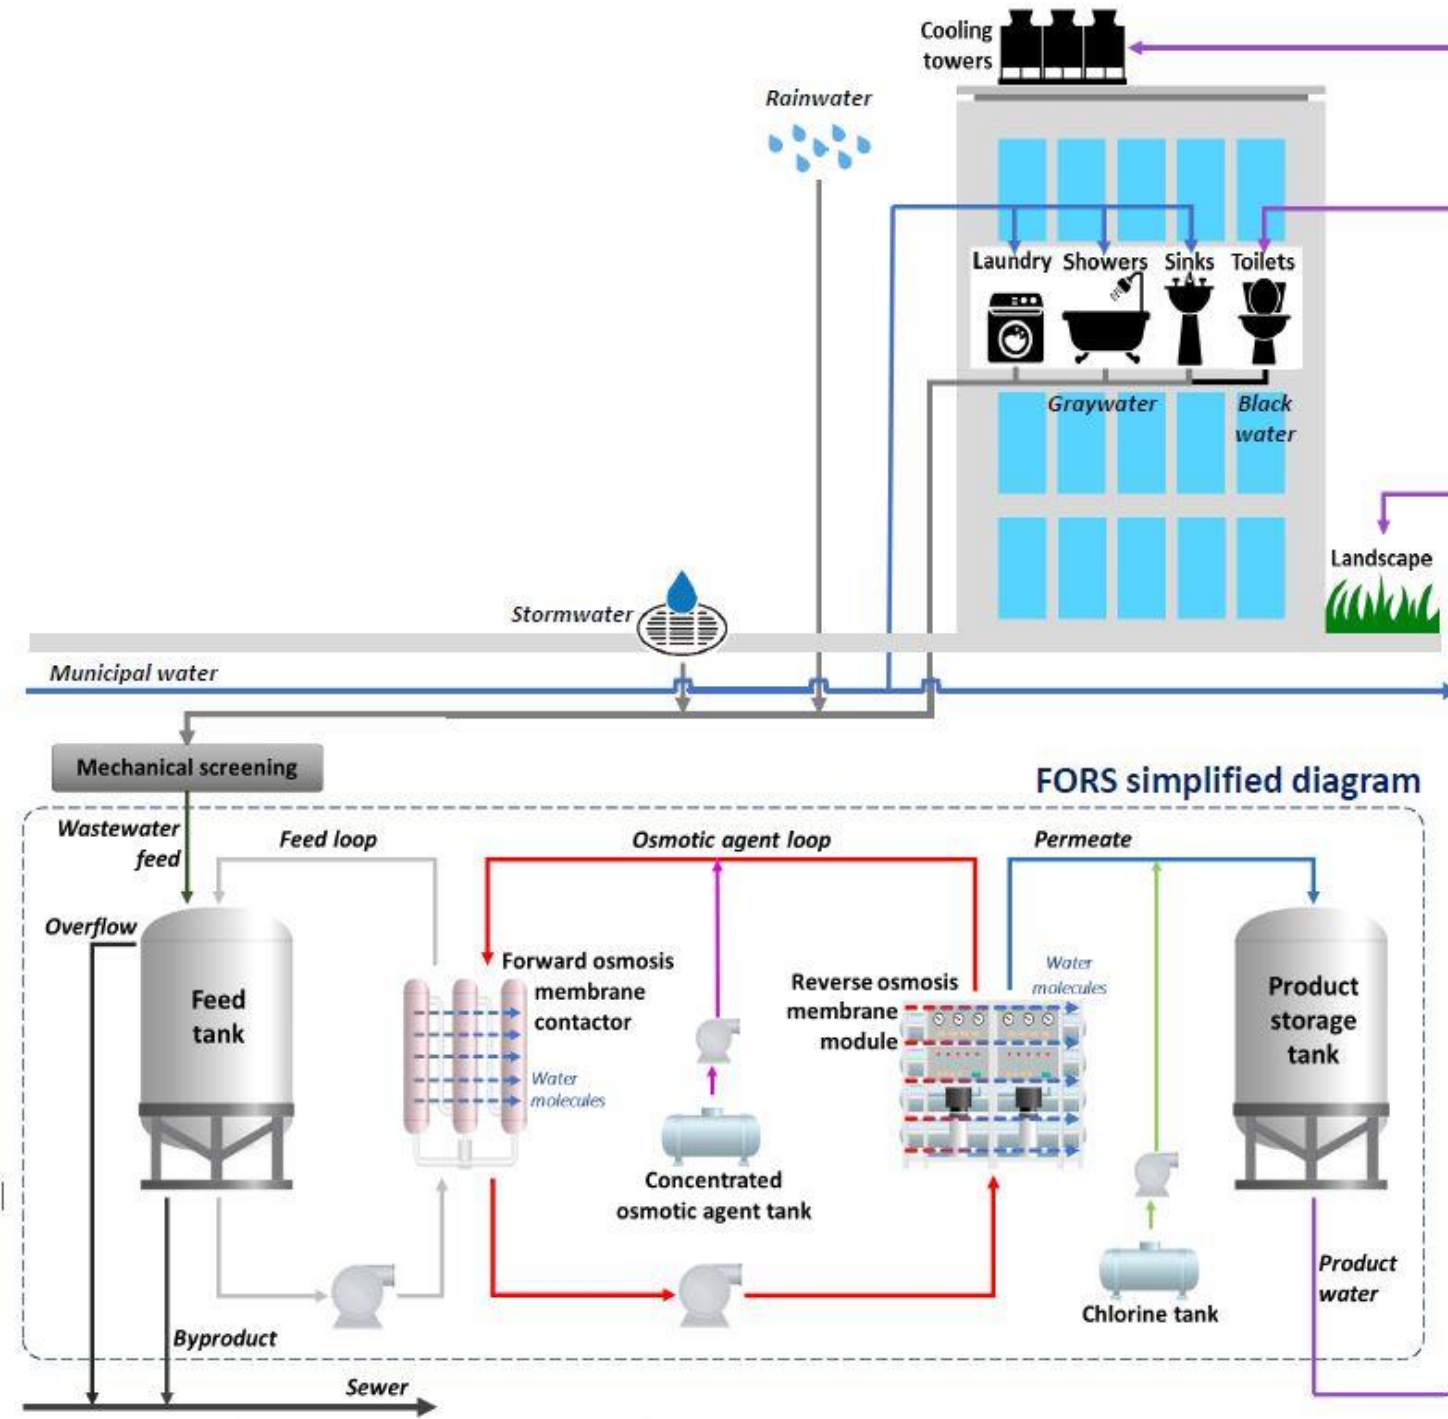 Cooling
towers
Rainwater
Laundry Showers Sinks Toilets
Graywater
Black
water
Landscape
Stormwater
Municipal water
Mechanical screening
FORS simplified diagram
Wastewater
feed
Feed loop
Osmotic agent loop
Permeate
Overflow
Feed
tank
Forward osmosis
membrane
contactor
Water
molecules
Reverse osmosis
membrane
module
Water
molecules
Product
storage
tank
Concentrated
osmotic agent tank
Chlorine tank
Product
water
Byproduct
Sewer